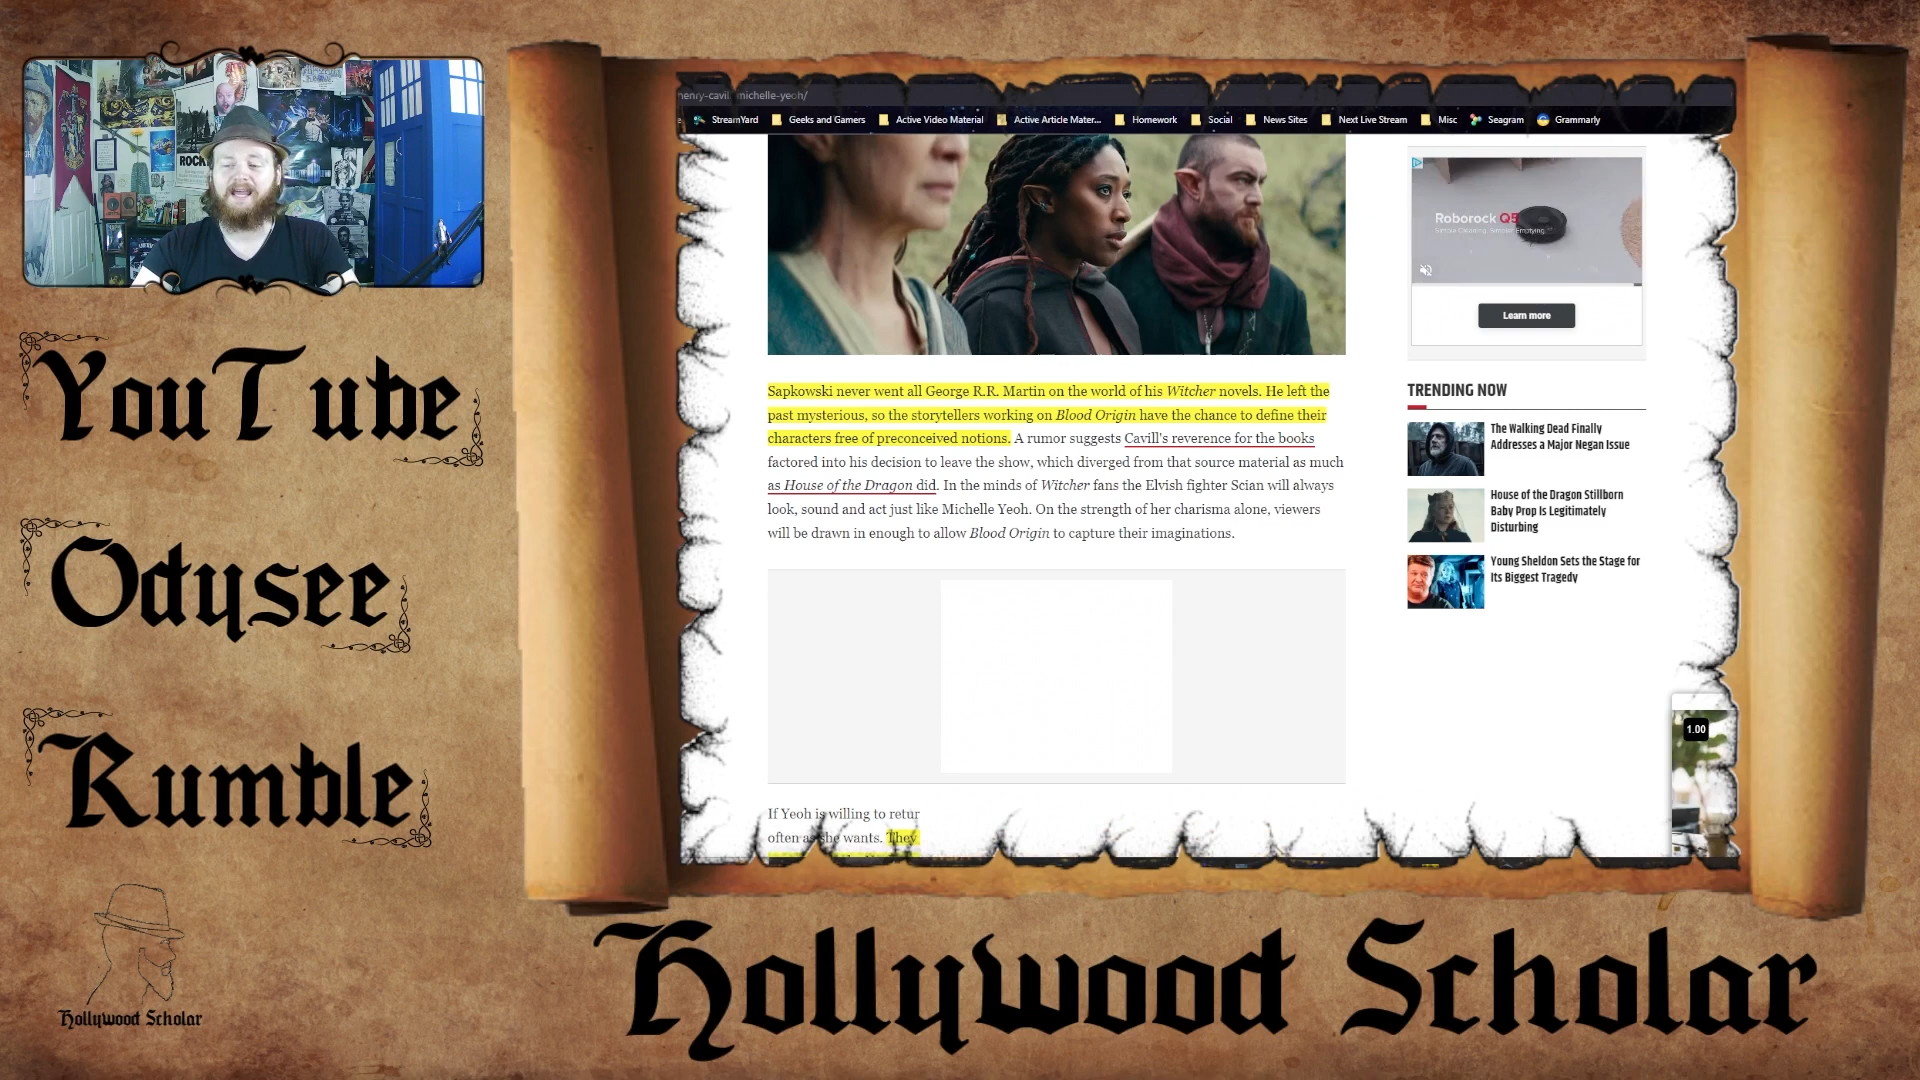 henry-cavil michelle-yeoh/
StreamYard Geeks and Gamers Active Video Material Active Article Mater... Homework Social News Sites Next Live Stream Misc Seagram Grammarly
ROCK
YouTube
Odysee
Rumble
Hollywood Scholar
Sapkowski never went all George R.R. Martin on the world of his Witcher novels. He left the
past mysterious, so the storytellers working on Blood Origin have the chance to define their
characters free of preconceived notions. A rumor suggests Cavill's reverence for the books
factored into his decision to leave the show, which diverged from that source material as much
as House of the Dragon did. In the minds of Witcher fans the Elvish fighter Scian will always
look, sound and act just like Michelle Yeoh. On the strength of her charisma alone, viewers
will be drawn in enough to allow Blood Origin to capture their imaginations.
If Yeoh is willing to retur
often as she wants. They
Roborock Q5
Learn more
TRENDING NOW
The Walking Dead Finally
Addresses a Major Negan Issue
House of the Dragon Stillborn
Baby Prop Is Legitimately
Disturbing
Young Sheldon Sets the Stage for
Its Biggest Tragedy
1.00
Hollywood Scholar